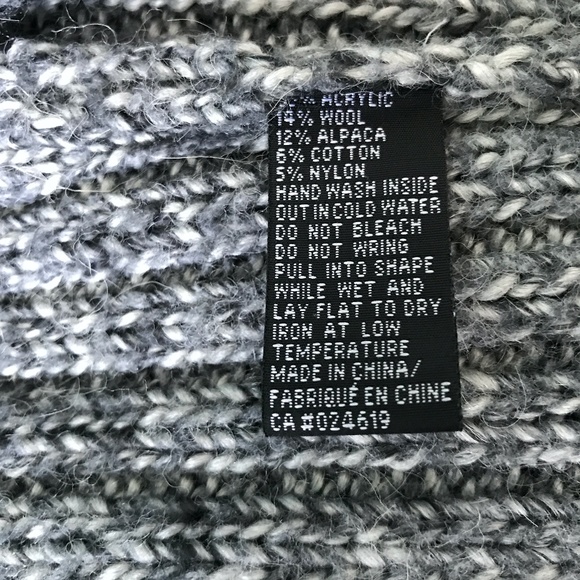 ACRYLIC
14% WOOL
12% ALPACA
6% COTTON
5% NYLON
HAND WASH INSIDE
OUT IN COLD WATER
DO NOT BLEACH
DO NOT WRING
PULL INTO SHAPE
WHILE WET AND
LAY FLAT TO DRY
IRON AT LOW
TEMPERATURE
MADE IN CHINA/
FABRIQUÉ EN CHINE
CA #024619